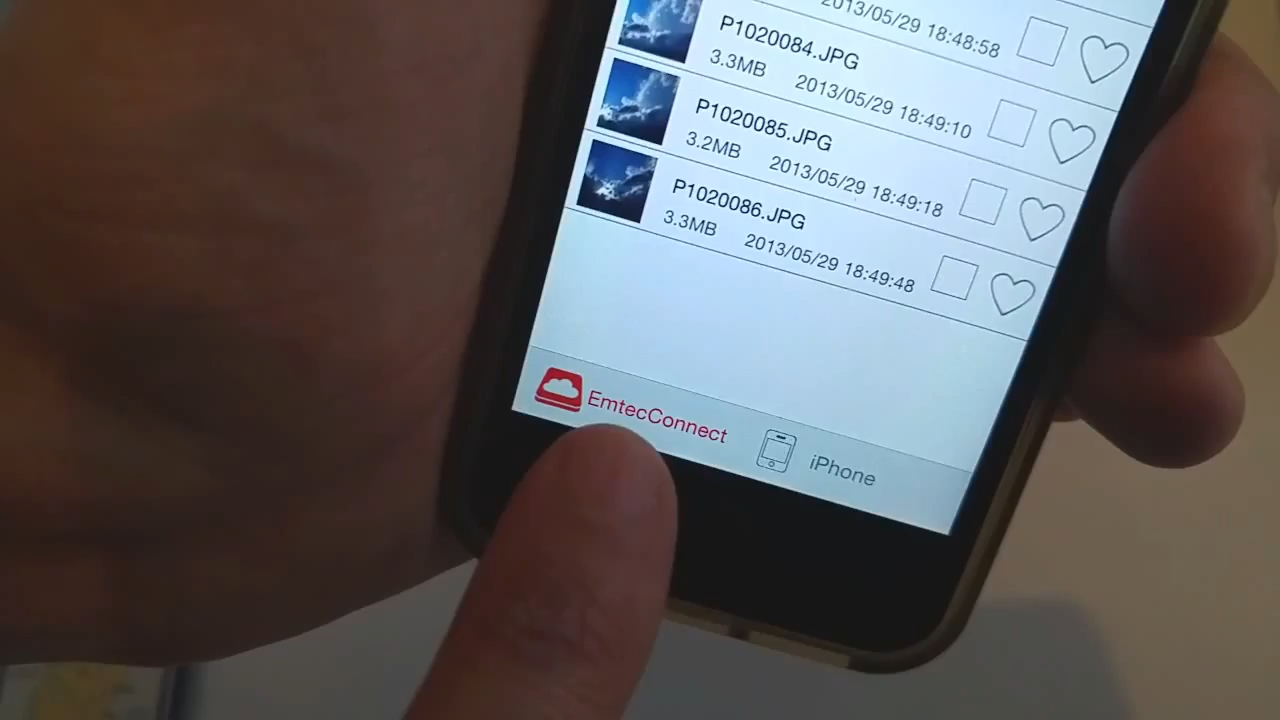 2013/05/29 18:48:58
P1020084.JPG
3.3MB 2013/05/29 18:49:10
P1020085.JPG
3.2MB 2013/05/29 18:49:18
P1020086.JPG
3.3MB 2013/05/29 18:49:48
EmtecConnect
iPhone